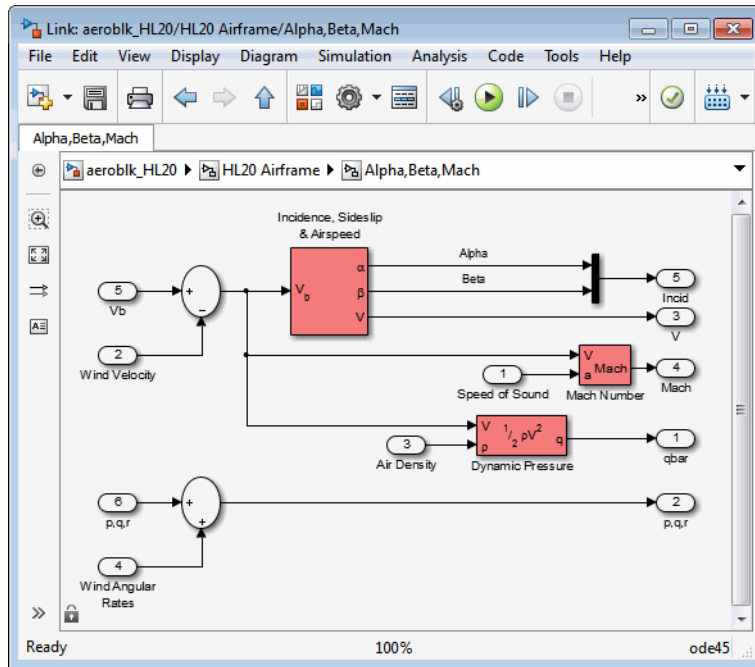 Link: aeroblk_HL20/HL20 Airframe/Alpha,Beta,Mach
File Edit View Display Diagram Simulation Analysis Code Tools Help
»
Alpha,Beta,Mach
aeroblk_HL20 HL20 Airframe Alpha,Beta,Mach
Incidence, Sideslip
& Airspeed
Vb
α
β
V
Alpha
Beta
5
Vb
+
−
2
Wind Velocity
5
Incid
3
V
V
a
Mach
Mach Number
1
Speed of Sound
4
Mach
V
ρ
1/2 ρV²
q
Dynamic Pressure
3
Air Density
1
qbar
6
p,q,r
+
+
2
p,q,r
4
Wind Angular
Rates
»
Ready 100% ode45